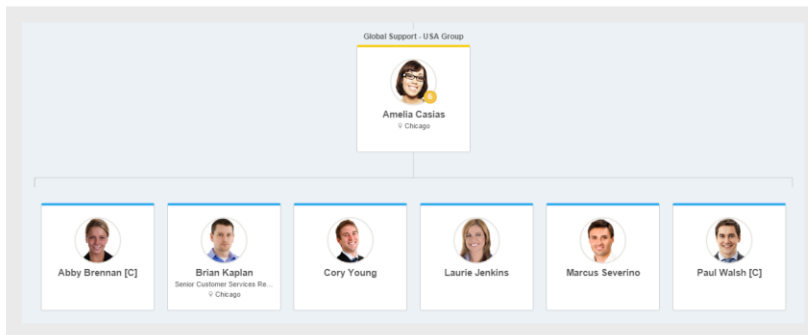 Global Support - USA Group
6
Amelia Casias
Chicago
Abby Brennan [C]
Brian Kaplan
Senior Customer Services Re...
Chicago
Cory Young
Laurie Jenkins
Marcus Severino
Paul Walsh [C]